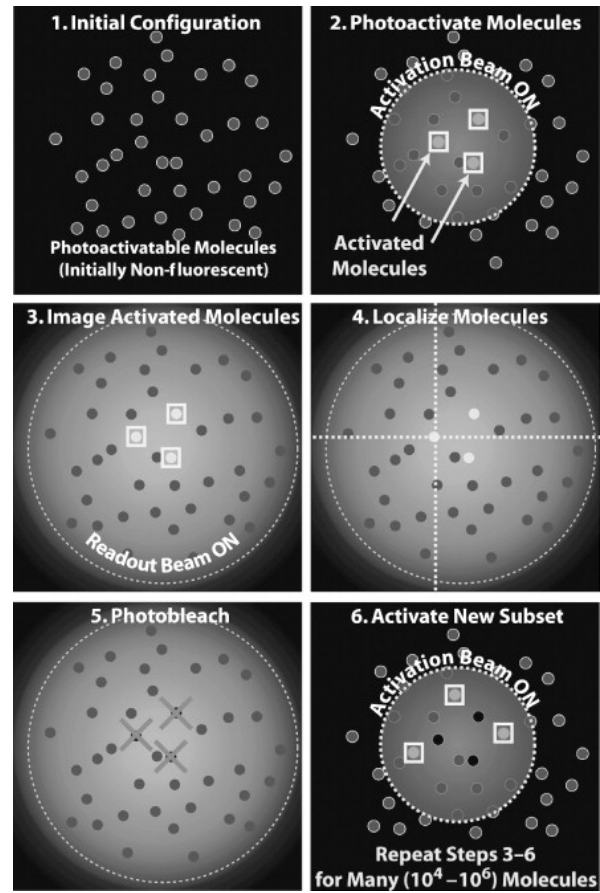 1. Initial Configuration
Photoactivatable Molecules
(Initially Non-fluorescent)
2. Photoactivate Molecules
Activation Beam ON
Activated
Molecules
3. Image Activated Molecules
Readout Beam ON
4. Localize Molecules
5. Photobleach
6. Activate New Subset
Activation Beam ON
Repeat Steps 3–6
for Many (10⁴–10⁶) Molecules